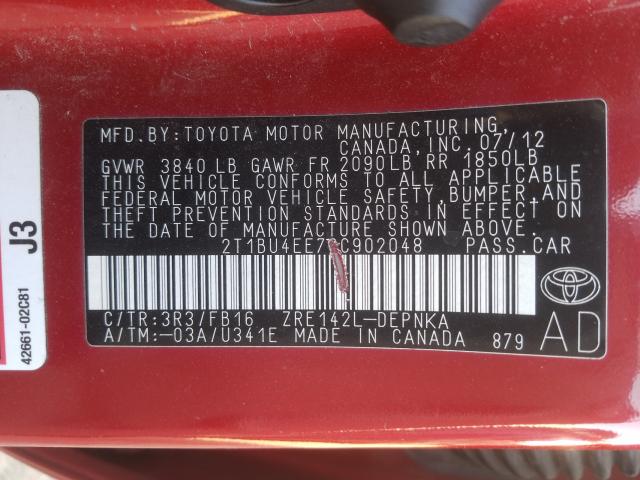 MFD. BY: TOYOTA MOTOR MANUFACTURING,
CANADA, INC. 07/12
GVWR 3840 LB GAWR FR 2090LB RR 1850LB
THIS VEHICLE CONFORMS TO ALL APPLICABLE
FEDERAL MOTOR VEHICLE SAFETY, BUMPER, AND
THEFT PREVENTION STANDARDS IN EFFECT ON
THE DATE OF MANUFACTURE SHOWN ABOVE.
PASS. CAR
C/TR: 3R3/FB16 ZRE142L-DEPNKA
A/TM: -03A/U341E MADE IN CANADA 879
AD
J3
42661-02C81